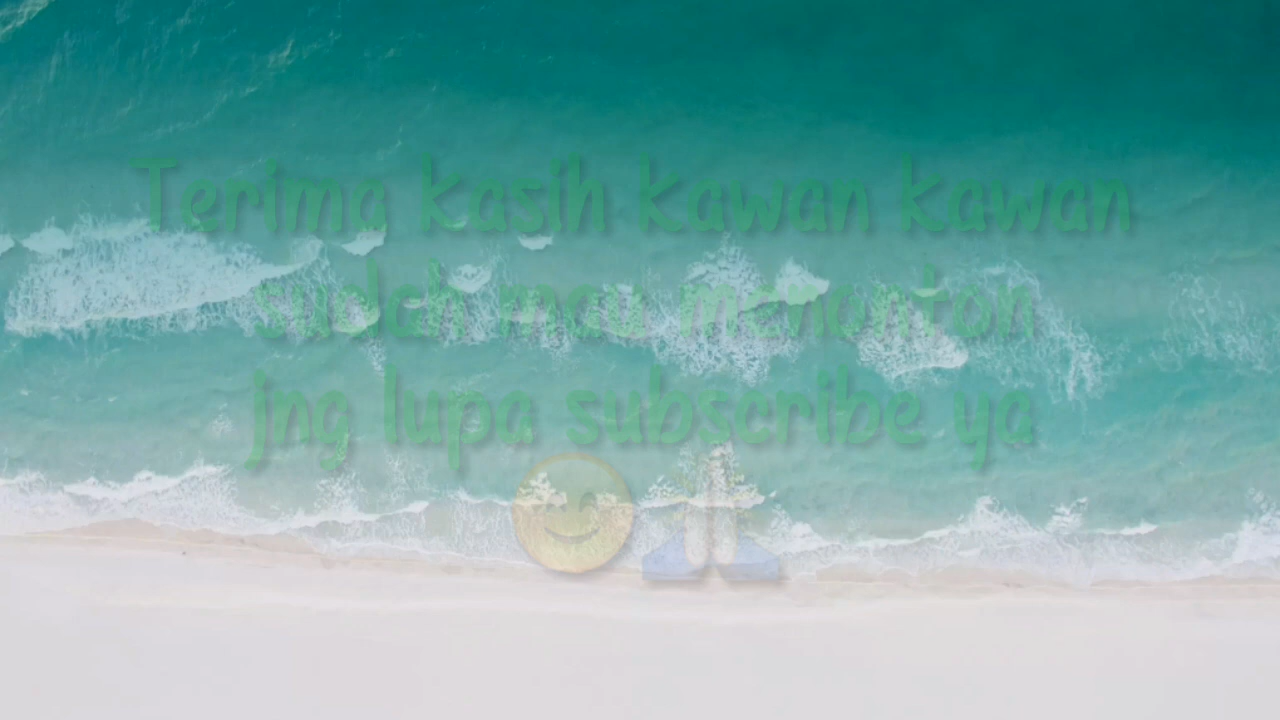 Terima kasih kawan kawan
sudah mau menonton
jng lupa subscribe ya
😊🙏